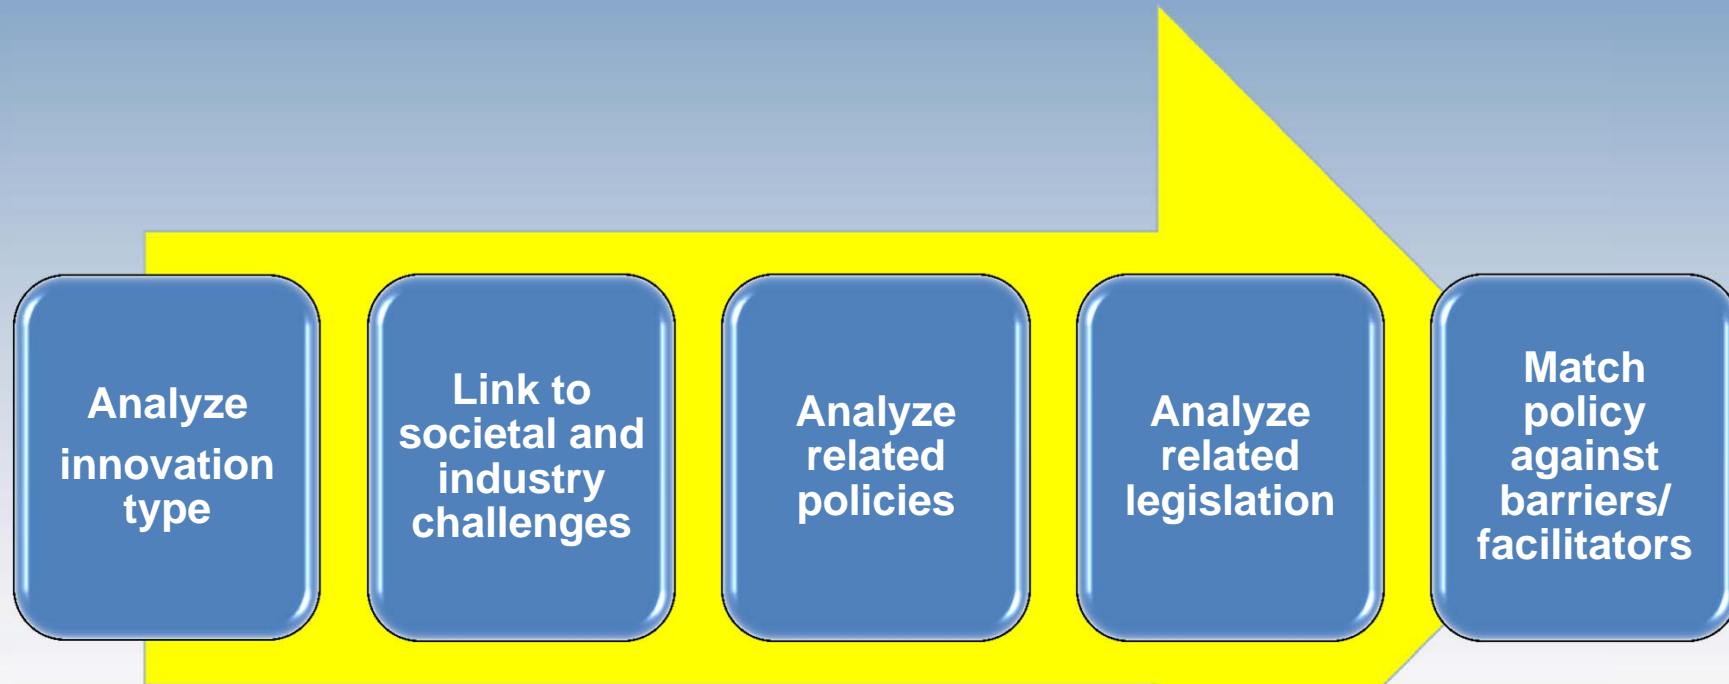 Analyze
innovation
type
Link to
societal and
industry
challenges
Analyze
related
policies
Analyze
related
legislation
Match
policy
against
barriers/
facilitators